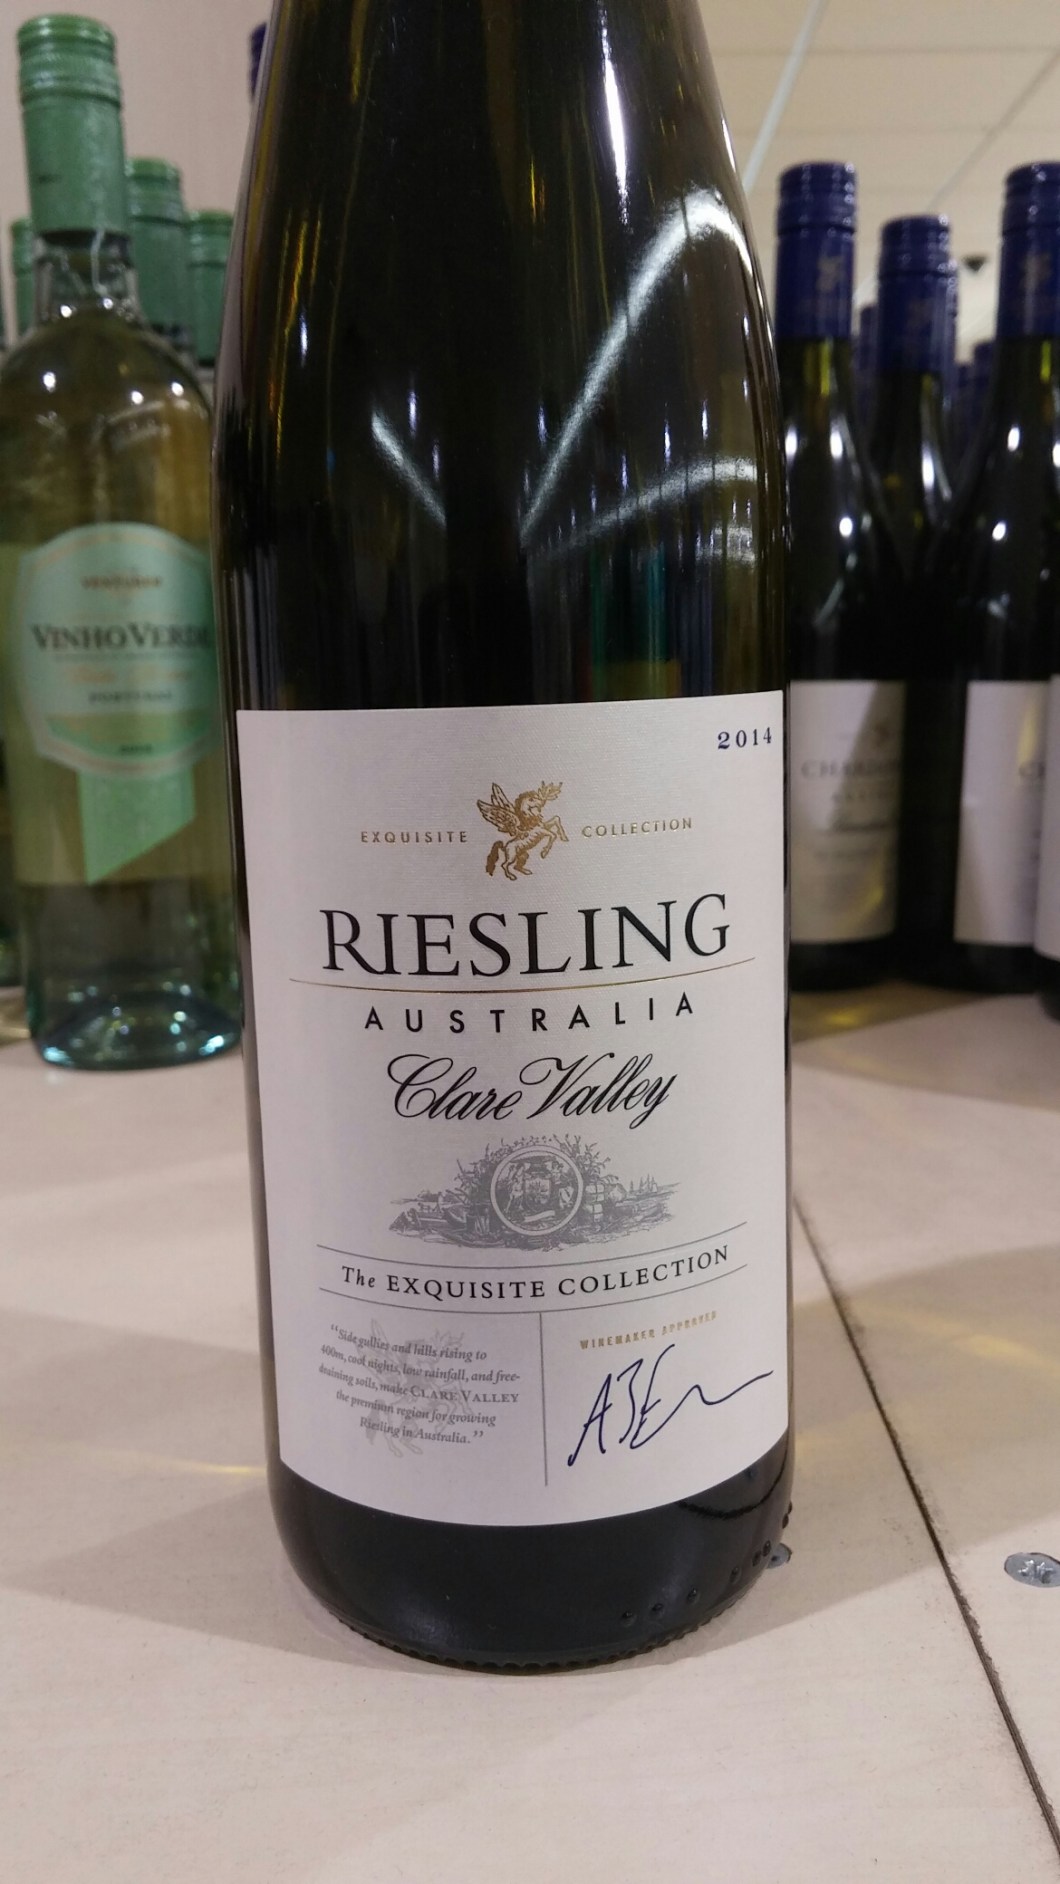 2014
EXQUISITE COLLECTION
RIESLING
AUSTRALIA
Clare Valley
The EXQUISITE COLLECTION
"Side gullies and hills rising to
400m, cool nights, low rainfall, and free-
draining soils, make CLARE VALLEY
the premium region for growing
Riesling in Australia."
WINEMAKER APPROVED
VINHO VERDE
PORTUGAL